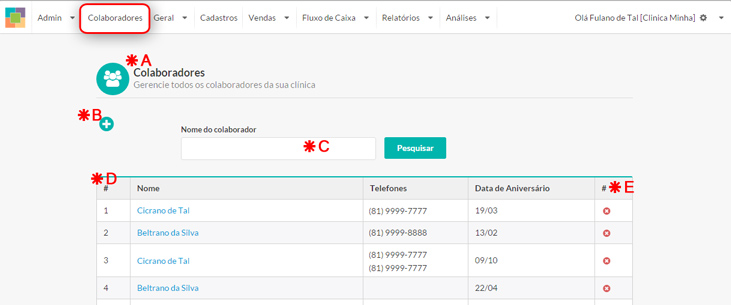 Admin Colaboradores Geral Cadastros Vendas Fluxo de Caixa Relatórios Análises Olá Fulano de Tal [Clinica Minha]
A
Colaboradores
Gerencie todos os colaboradores da sua clínica
B
Nome do colaborador
C Pesquisar
D E
# Nome Telefones Data de Aniversário #
1 Cicrano de Tal (81) 9999-7777 19/03
2 Beltrano da Silva (81) 9999-8888 13/02
3 Cicrano de Tal (81) 9999-7777 09/10
(81) 9999-7777
4 Beltrano da Silva 22/04